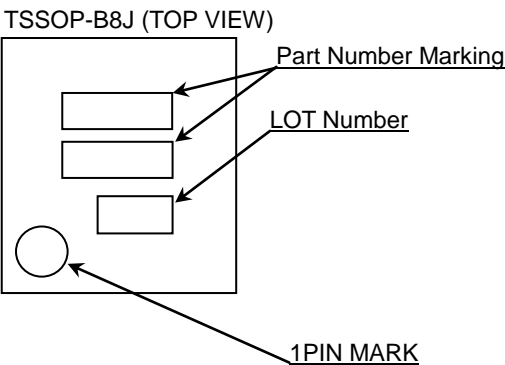 TSSOP-B8J (TOP VIEW)
Part Number Marking
LOT Number
1PIN MARK